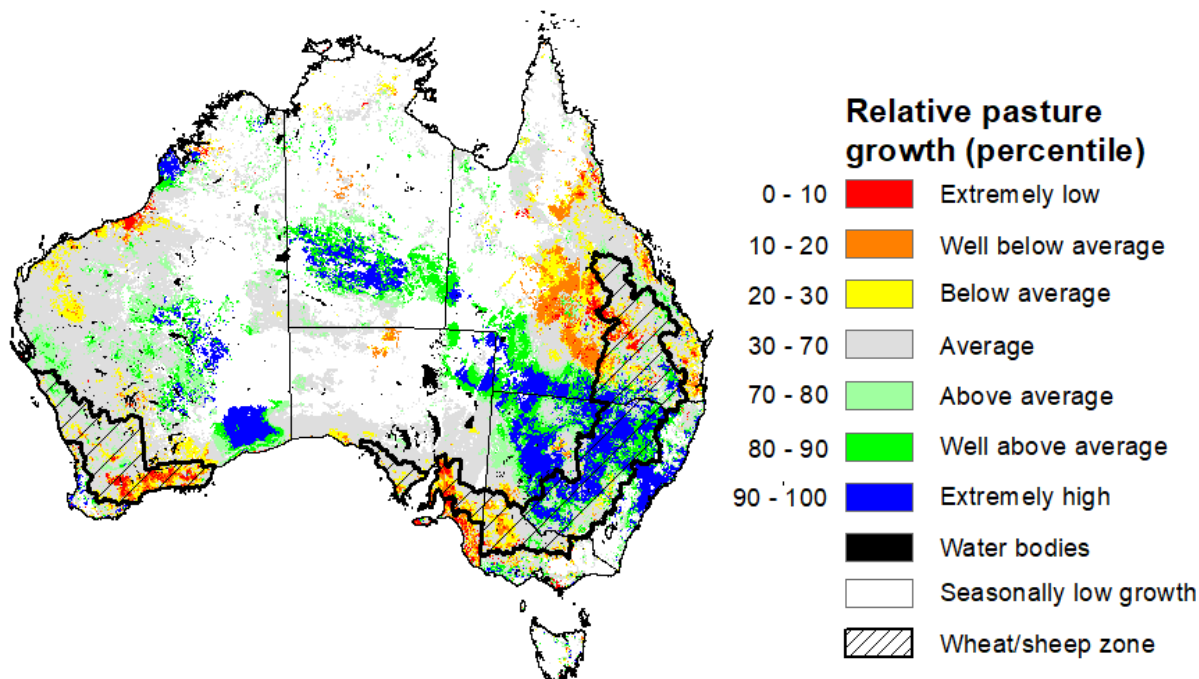 Relative pasture
growth (percentile)
0 - 10 Extremely low
10 - 20 Well below average
20 - 30 Below average
30 - 70 Average
70 - 80 Above average
80 - 90 Well above average
90 - 100 Extremely high
Water bodies
Seasonally low growth
Wheat/sheep zone